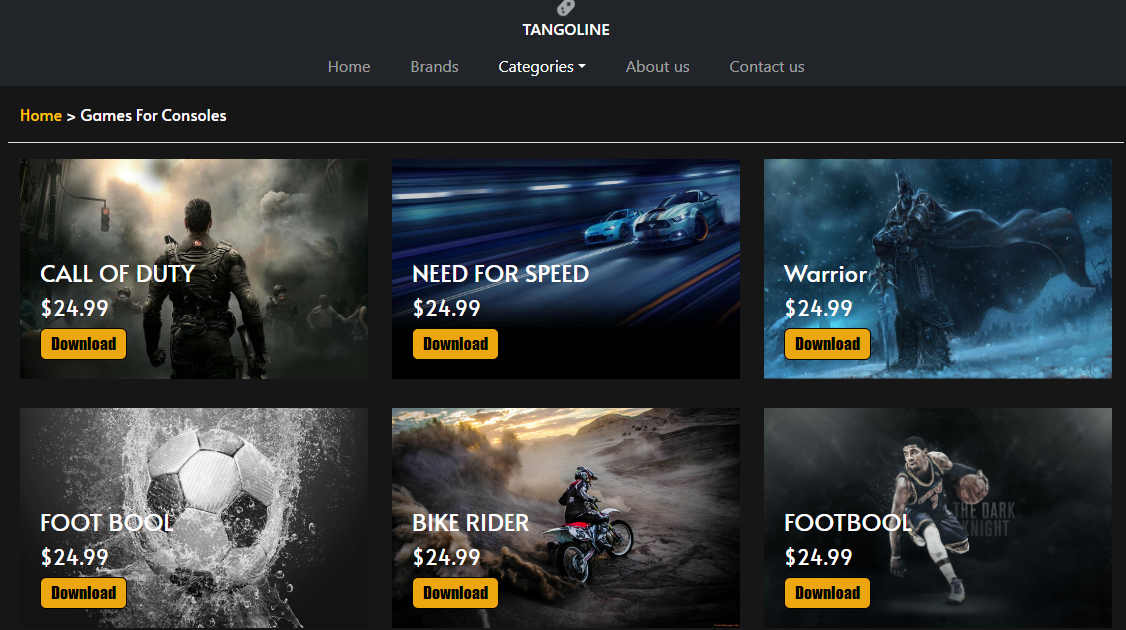 TANGOLINE
Home Brands Categories About us Contact us
Home > Games For Consoles
CALL OF DUTY
$24.99
Download
NEED FOR SPEED
$24.99
Download
Warrior
$24.99
Download
FOOT BOOL
$24.99
Download
BIKE RIDER
$24.99
Download
THE DARK
KNIGHT
FOOTBOOL
$24.99
Download